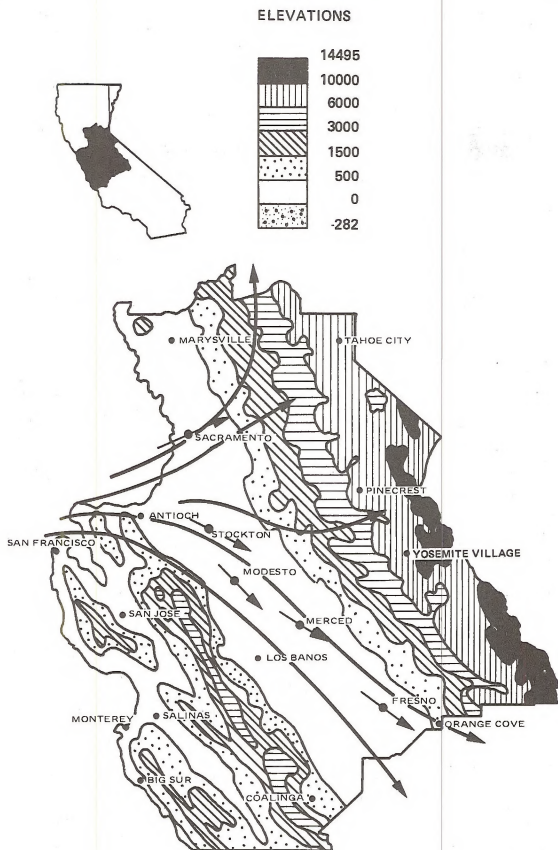 ELEVATIONS
14495
10000
6000
3000
1500
500
0
-282
MARYSVILLE
TAHOE CITY
SACRAMENTO
PINECREST
ANTIOCH
STOCKTON
SAN FRANCISCO
YOSEMITE VILLAGE
MODESTO
SAN JOSE
MERCED
LOS BANOS
FRESNO
MONTEREY
SALINAS
ORANGE COVE
BIG SUR
COALINGA